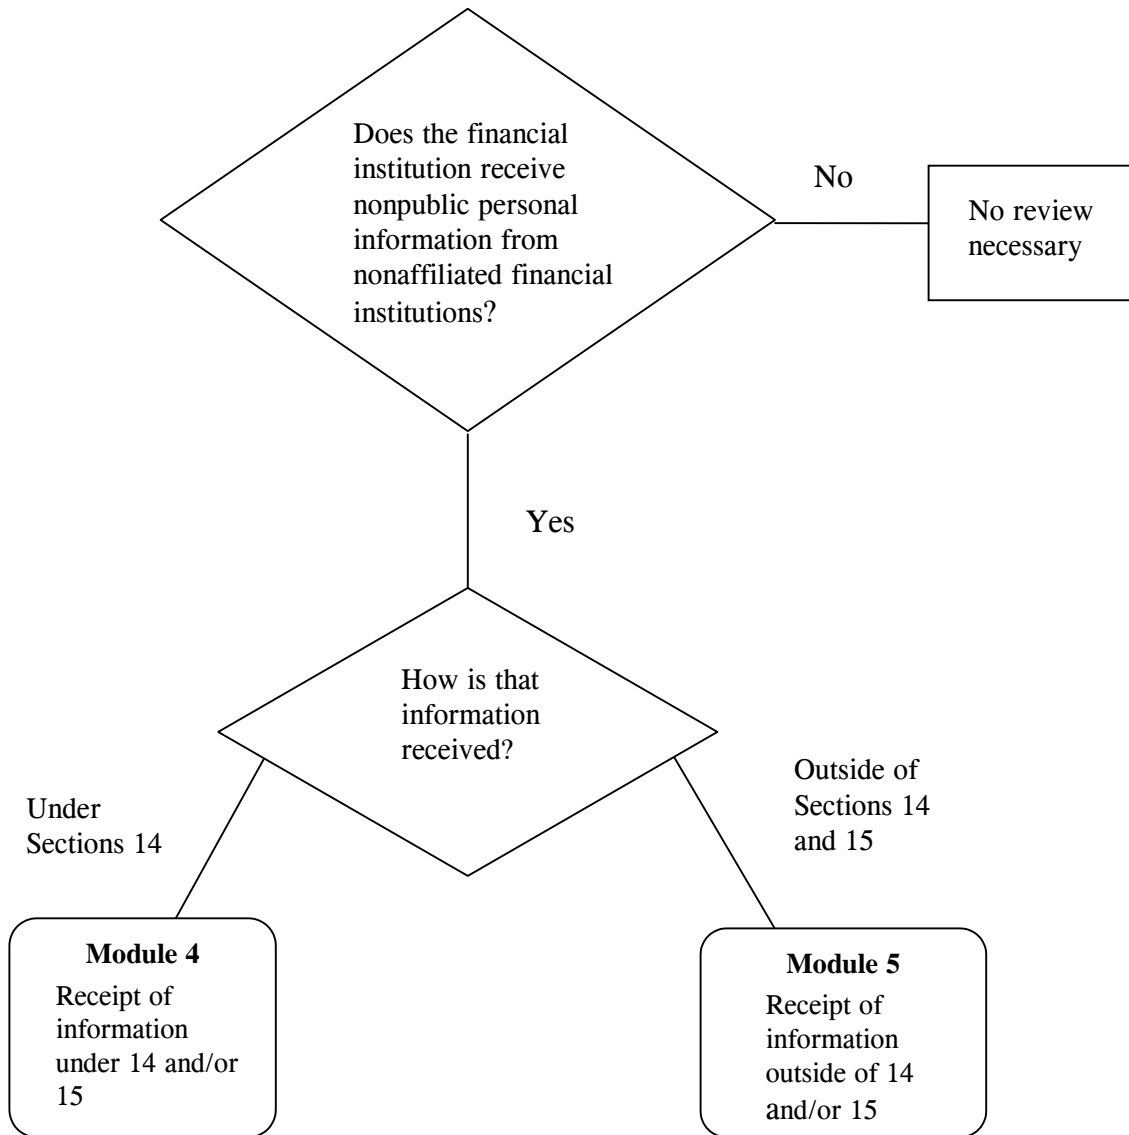 Does the financial
institution receive
nonpublic personal
information from
nonaffiliated financial
institutions?
No
No review
necessary
Yes
How is that
information
received?
Under
Sections 14
Outside of
Sections 14
and 15
Module 4
Receipt of
information
under 14 and/or
15
Module 5
Receipt of
information
outside of 14
and/or 15